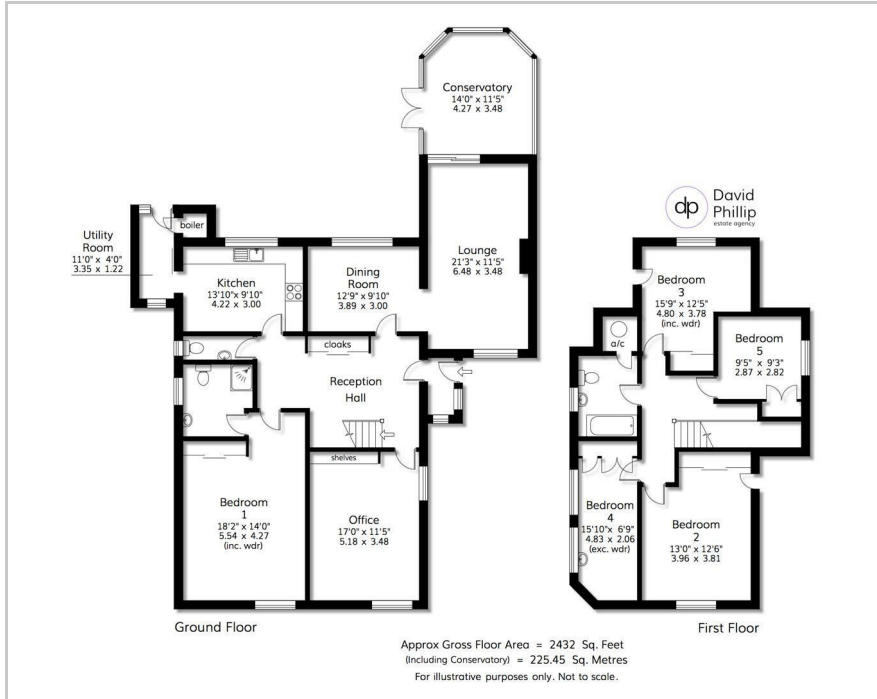 Conservatory
14'0" x 11'5"
4.27 x 3.48
dp
David
Phillip
estate agency
boiler
Utility
Room
11'0" x 4'0"
3.35 x 1.22
Kitchen
13'10" x 9'10"
4.22 x 3.00
Dining
Room
12'9" x 9'10"
3.89 x 3.00
Lounge
21'3" x 11'5"
6.48 x 3.48
cloaks
Reception
Hall
shelves
Bedroom
1
18'2" x 14'0"
5.54 x 4.27
(inc. wdr)
Office
17'0" x 11'5"
5.18 x 3.48
Ground Floor
Bedroom
3
15'9" x 12'5"
4.80 x 3.78
(inc. wdr)
a/c
Bedroom
5
9'5" x 9'3"
2.87 x 2.82
Bedroom
4
15'10" x 6'9"
4.83 x 2.06
(exc. wdr)
Bedroom
2
13'0" x 12'6"
3.96 x 3.81
First Floor
Approx Gross Floor Area = 2432 Sq. Feet
(Including Conservatory) = 225.45 Sq. Metres
For illustrative purposes only. Not to scale.